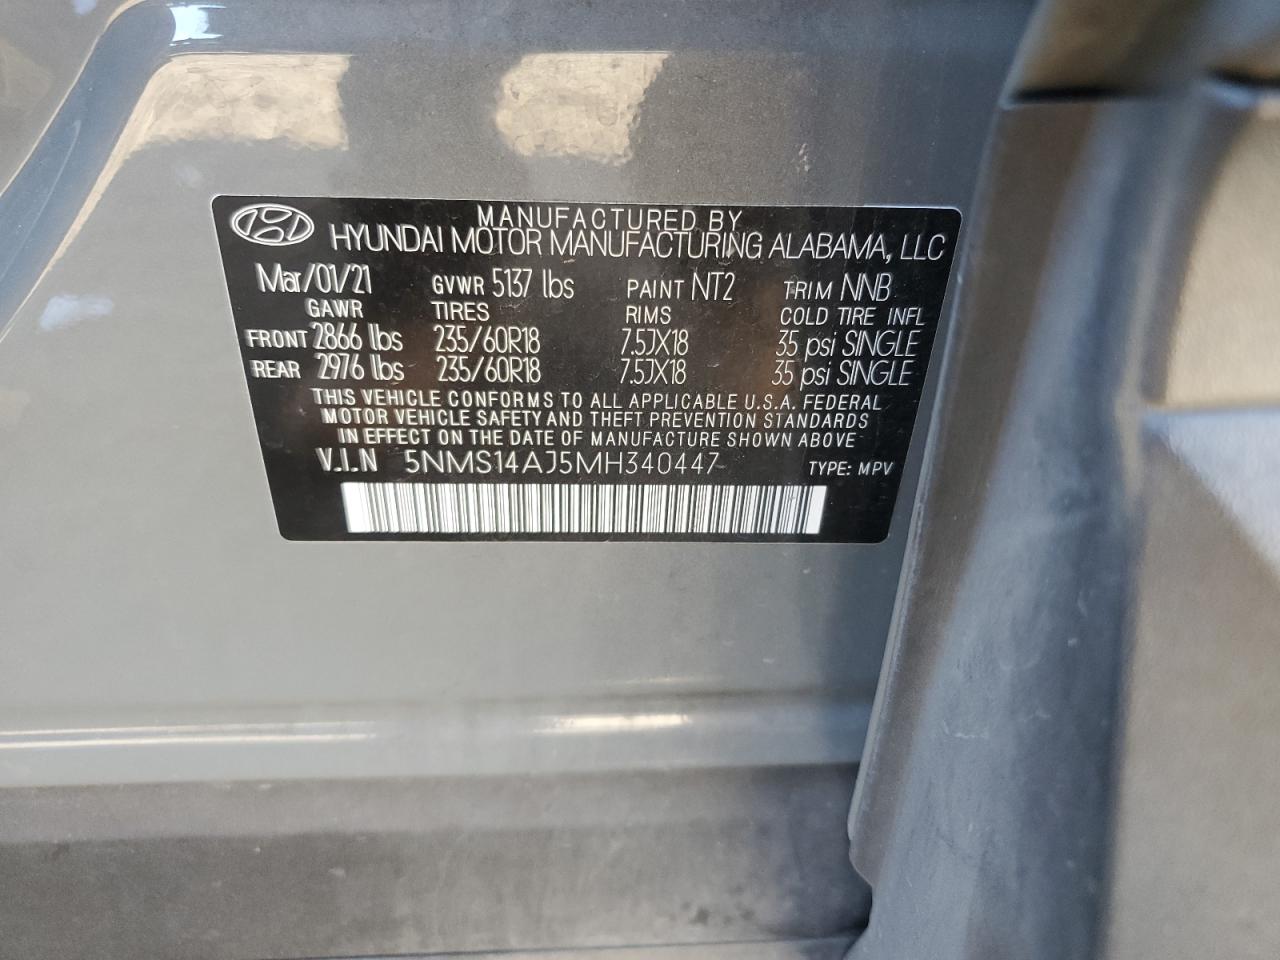 MANUFACTURED BY
HYUNDAI MOTOR MANUFACTURING ALABAMA, LLC
Mar/01/21 GVWR 5137 lbs PAINT NT2 TRIM NNB
GAWR TIRES RIMS COLD TIRE INFL
FRONT 2866 lbs 235/60R18 7.5JX18 35 psi SINGLE
REAR 2976 lbs 235/60R18 7.5JX18 35 psi SINGLE
THIS VEHICLE CONFORMS TO ALL APPLICABLE U.S.A. FEDERAL
MOTOR VEHICLE SAFETY AND THEFT PREVENTION STANDARDS
IN EFFECT ON THE DATE OF MANUFACTURE SHOWN ABOVE
V.I.N 5NMS14AJ5MH340447 TYPE: MPV